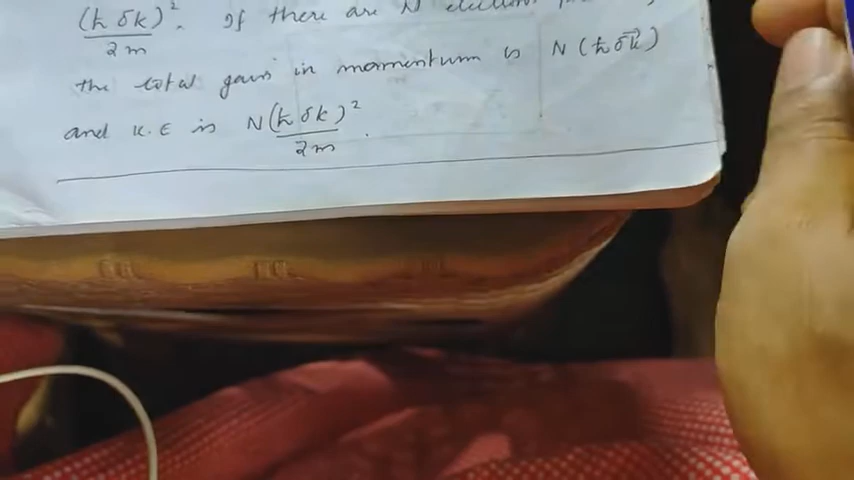 (ħ δk)²/2m . If there are N
the total gain in momentum is N (ħ δk⃗)
and K.E is N(ħ δk)²/2m .